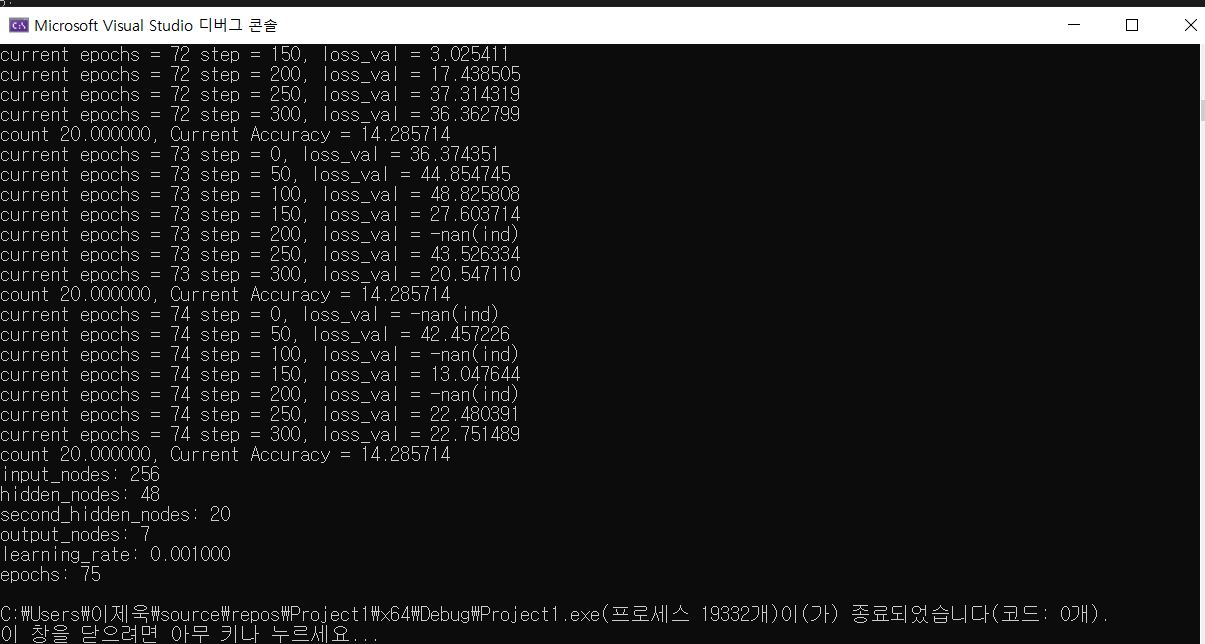 Microsoft Visual Studio 디버그 콘솔
current epochs = 72 step = 150, loss_val = 3.025411
current epochs = 72 step = 200, loss_val = 17.438505
current epochs = 72 step = 250, loss_val = 37.314319
current epochs = 72 step = 300, loss_val = 36.362799
count 20.000000, Current Accuracy = 14.285714
current epochs = 73 step = 0, loss_val = 36.374351
current epochs = 73 step = 50, loss_val = 44.854745
current epochs = 73 step = 100, loss_val = 48.825808
current epochs = 73 step = 150, loss_val = 27.603714
current epochs = 73 step = 200, loss_val = -nan(ind)
current epochs = 73 step = 250, loss_val = 43.526334
current epochs = 73 step = 300, loss_val = 20.547110
count 20.000000, Current Accuracy = 14.285714
current epochs = 74 step = 0, loss_val = -nan(ind)
current epochs = 74 step = 50, loss_val = 42.457226
current epochs = 74 step = 100, loss_val = -nan(ind)
current epochs = 74 step = 150, loss_val = 13.047644
current epochs = 74 step = 200, loss_val = -nan(ind)
current epochs = 74 step = 250, loss_val = 22.480391
current epochs = 74 step = 300, loss_val = 22.751489
count 20.000000, Current Accuracy = 14.285714
input_nodes: 256
hidden_nodes: 48
second_hidden_nodes: 20
output_nodes: 7
learning_rate: 0.001000
epochs: 75
C:₩Users₩이제욱₩source₩repos₩Project1₩x64₩Debug₩Project1.exe(프로세스 19332개)이(가) 종료되었습니다(코드: 0개).
이 창을 닫으려면 아무 키나 누르세요...